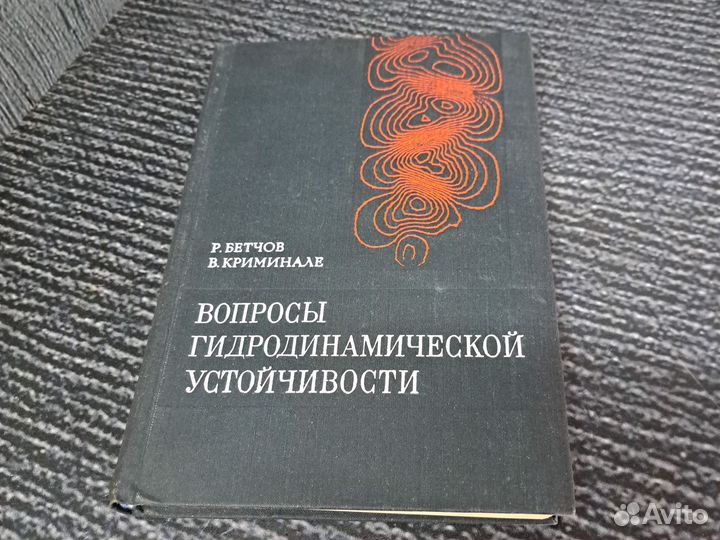 Р. БЕТЧОВ
В. КРИМИНАЛЕ
ВОПРОСЫ
ГИДРОДИНАМИЧЕСКОЙ
УСТОЙЧИВОСТИ
Avito